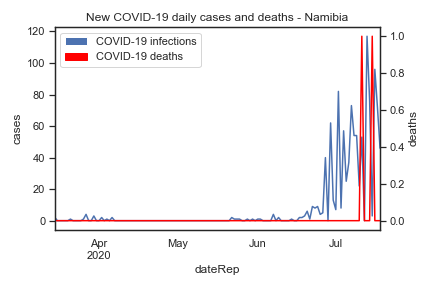 New COVID-19 daily cases and deaths - Namibia
COVID-19 infections
COVID-19 deaths
120
100
80
60
40
20
0
cases
1.0
0.8
0.6
0.4
0.2
0.0
deaths
Apr
2020
May
Jun
Jul
dateRep